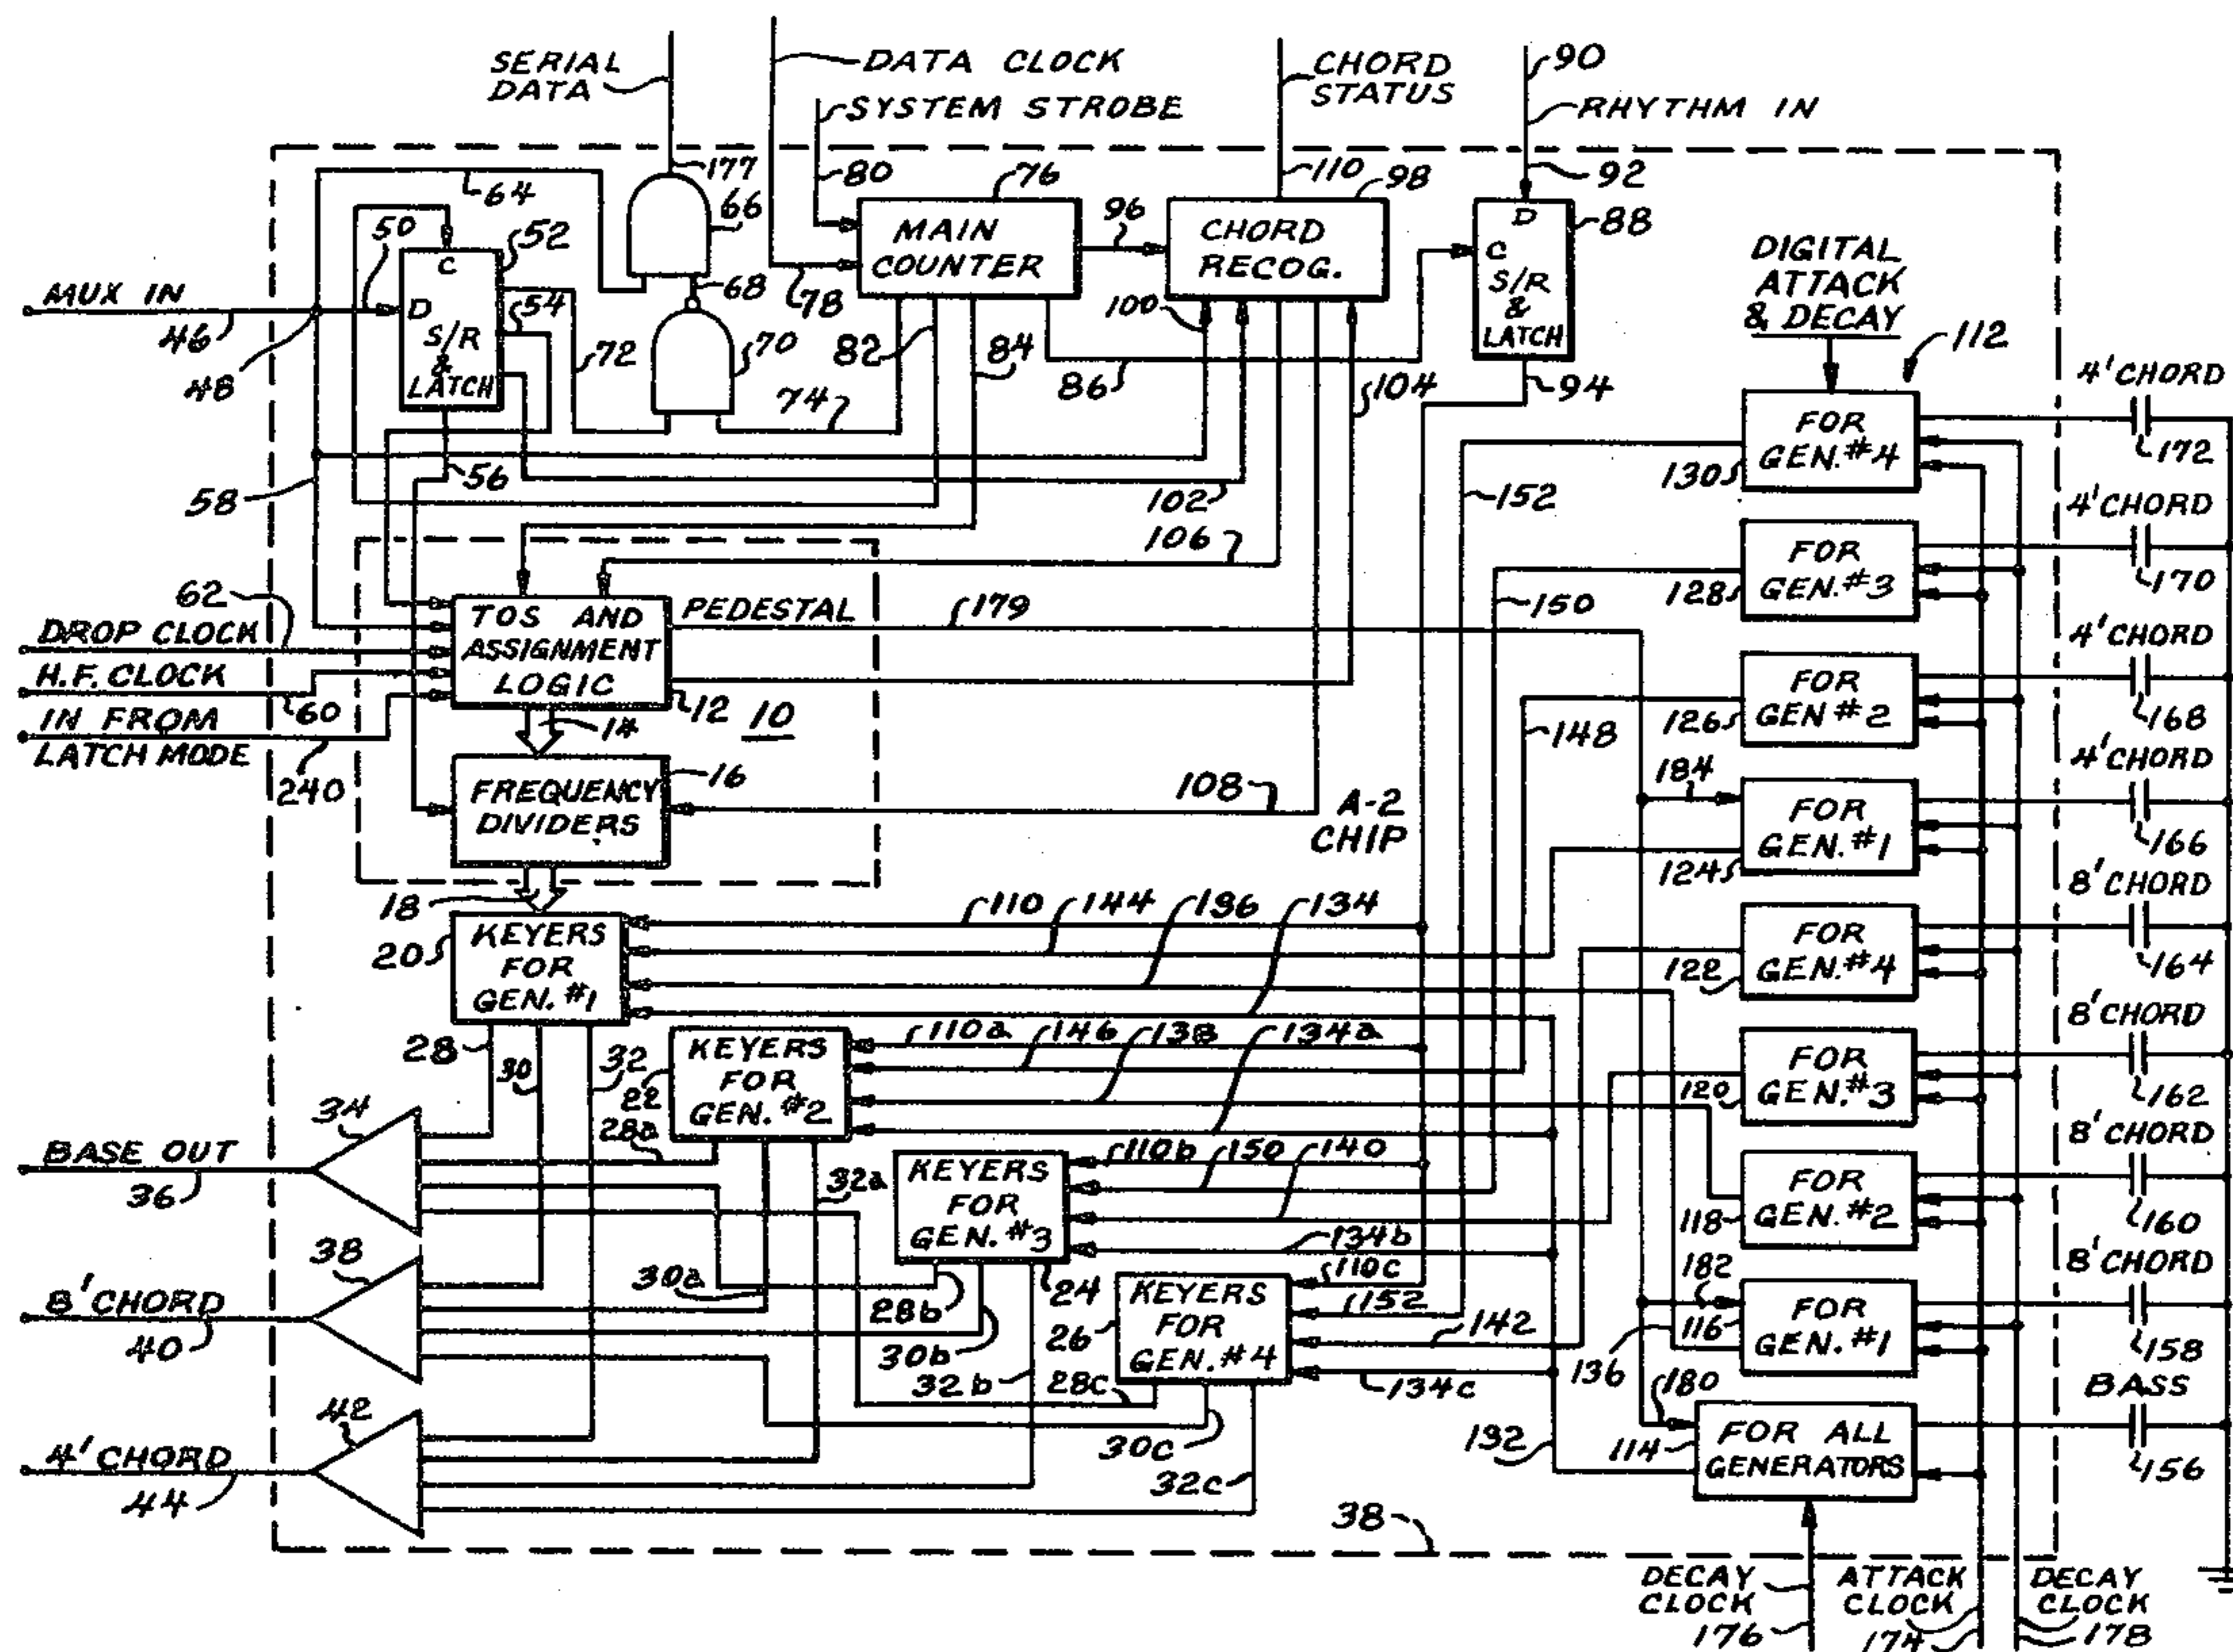 SERIAL
DATA
DATA CLOCK
SYSTEM STROBE
CHORD
STATUS
90
RHYTHM IN
177
64
66
80
76
110
98
92
50
52
MAIN
COUNTER
96
CHORD
RECOG.
D
C
S/R
&
LATCH
88
DIGITAL
ATTACK
& DECAY
112
MUX IN
46
48
C
D
S/R
&
LATCH
54
72
68
70
78
82
84
100
86
104
94
74
56
58
102
106
152
4' CHORD
FOR
GEN. #4
130
172
4' CHORD
FOR
GEN. #3
128
170
150
62
DROP CLOCK
H.F. CLOCK
60
IN FROM
LATCH MODE
240
TOS AND
ASSIGNMENT
LOGIC
PEDESTAL
179
12
10
14
4' CHORD
FOR
GEN #2
126
168
148
FREQUENCY
DIVIDERS
16
108
A-2
CHIP
4' CHORD
184
FOR
GEN. #1
124
166
18
KEYERS
FOR
GEN. #1
20
110
144
136
134
8' CHORD
FOR
GEN. #4
122
164
28
30
32
KEYERS
FOR
GEN. #2
22
110a
146
138
134a
8' CHORD
FOR
GEN. #3
120
162
34
BASE OUT
36
28a
32a
KEYERS
FOR
GEN. #3
24
110b
150
140
134b
8' CHORD
FOR
GEN. #2
118
160
38
8' CHORD
40
30a
28b
30b
32b
KEYERS
FOR
GEN. #4
26
110c
152
142
134c
8' CHORD
182
FOR
GEN. #1
116
136
158
42
4' CHORD
44
28c
30c
32c
132
BASS
180
FOR ALL
GENERATORS
114
156
38
DECAY
CLOCK
176
ATTACK
CLOCK
174
DECAY
CLOCK
178